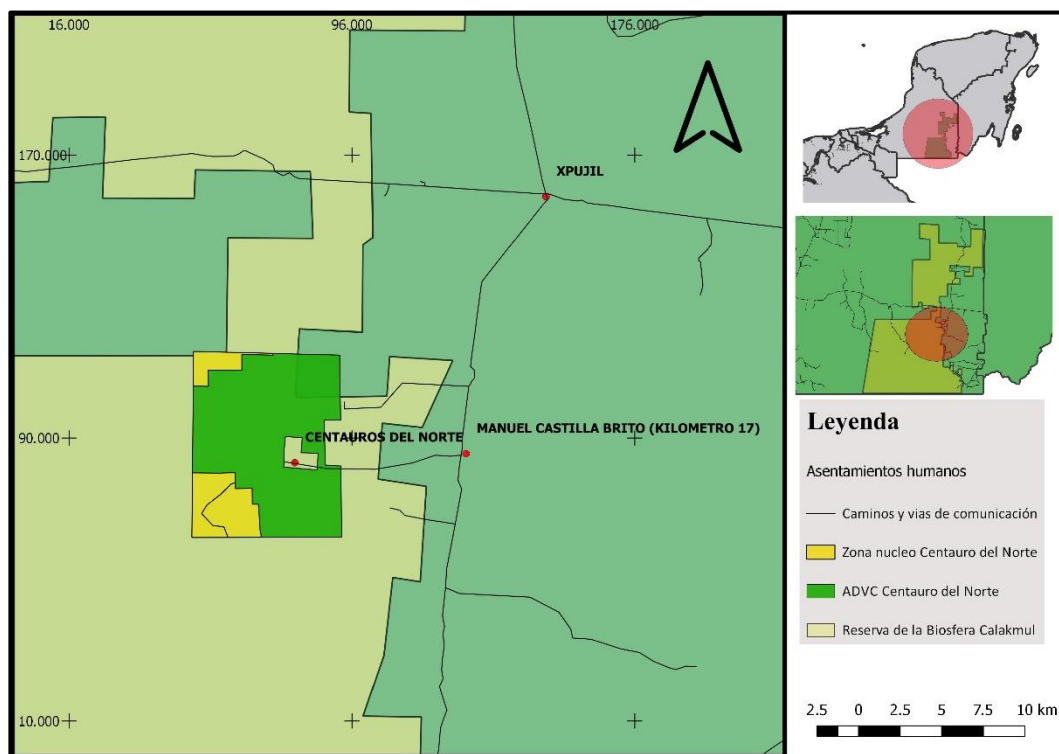 16.000 96.000 176.000
170.000
XPUJIL
90.000
CENTAUROS DEL NORTE
MANUEL CASTILLA BRITO (KILOMETRO 17)
10.000
Leyenda
Asentamientos humanos
Caminos y vias de comunicación
Zona nucleo Centauro del Norte
ADVC Centauro del Norte
Reserva de la Biosfera Calakmul
2.5 0 2.5 5 7.5 10 km